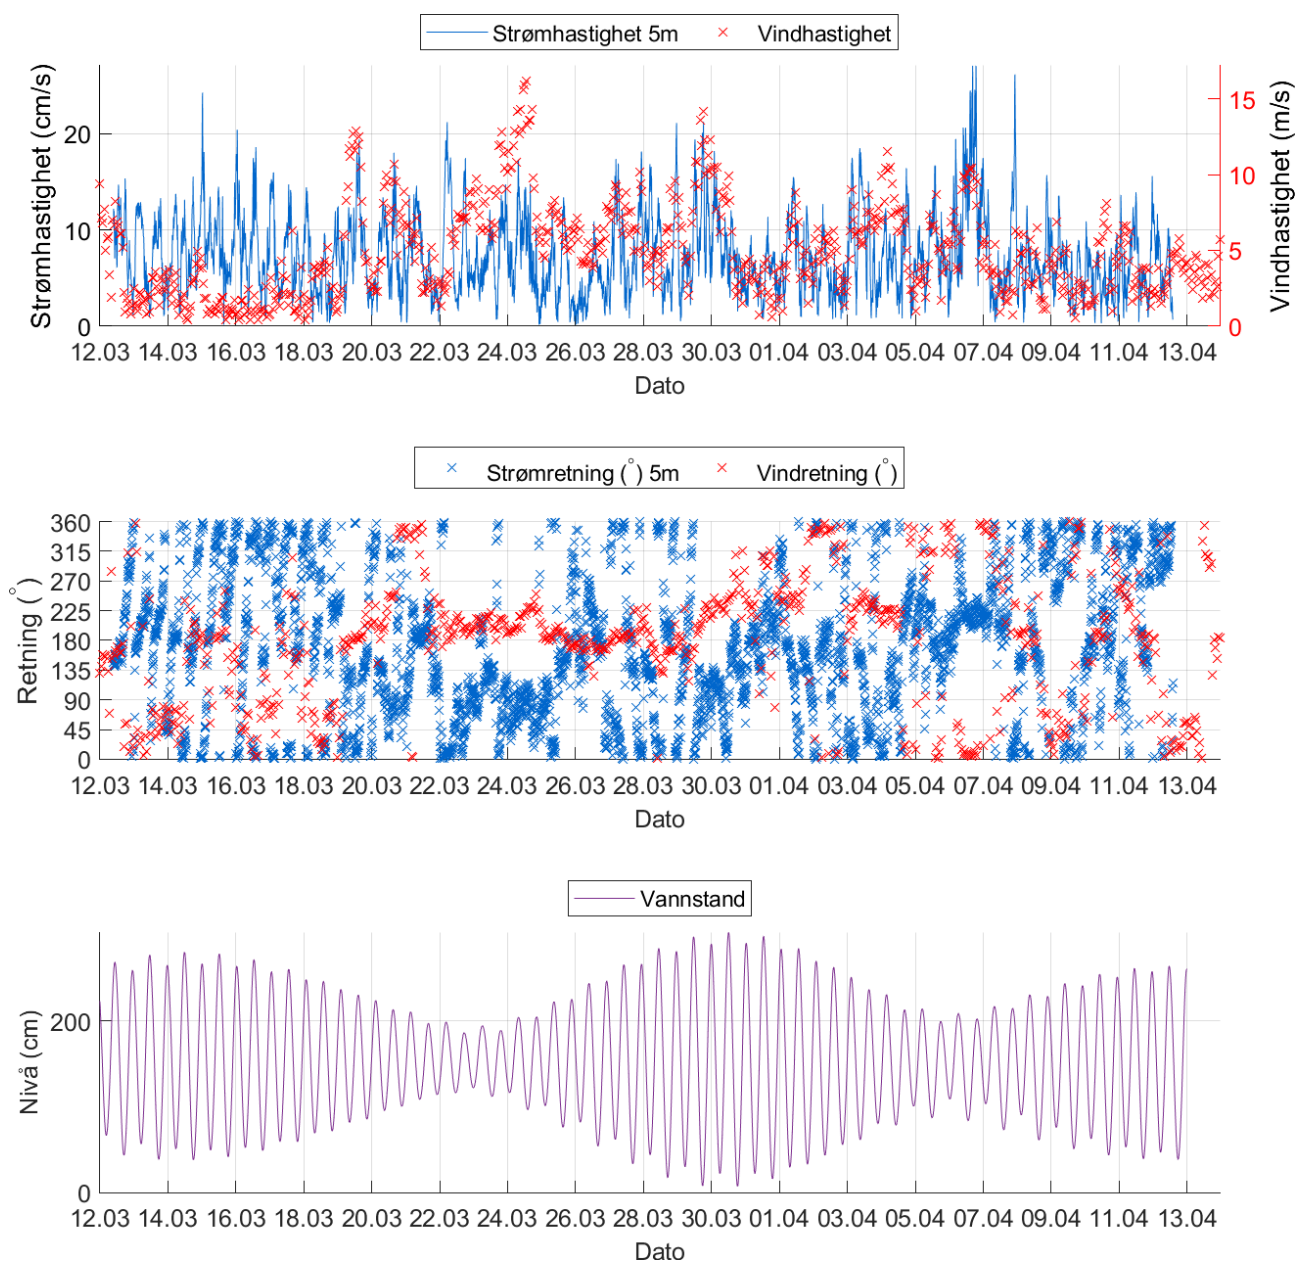 Strømhastighet 5m Vindhastighet
Strømhastighet (cm/s)
20
10
0
Vindhastighet (m/s)
15
10
5
0
12.03 14.03 16.03 18.03 20.03 22.03 24.03 26.03 28.03 30.03 01.04 03.04 05.04 07.04 09.04 11.04 13.04
Dato
Strømretning (°) 5m Vindretning (°)
Retning (°)
360
315
270
225
180
135
90
45
0
12.03 14.03 16.03 18.03 20.03 22.03 24.03 26.03 28.03 30.03 01.04 03.04 05.04 07.04 09.04 11.04 13.04
Dato
Vannstand
Nivå (cm)
200
0
12.03 14.03 16.03 18.03 20.03 22.03 24.03 26.03 28.03 30.03 01.04 03.04 05.04 07.04 09.04 11.04 13.04
Dato